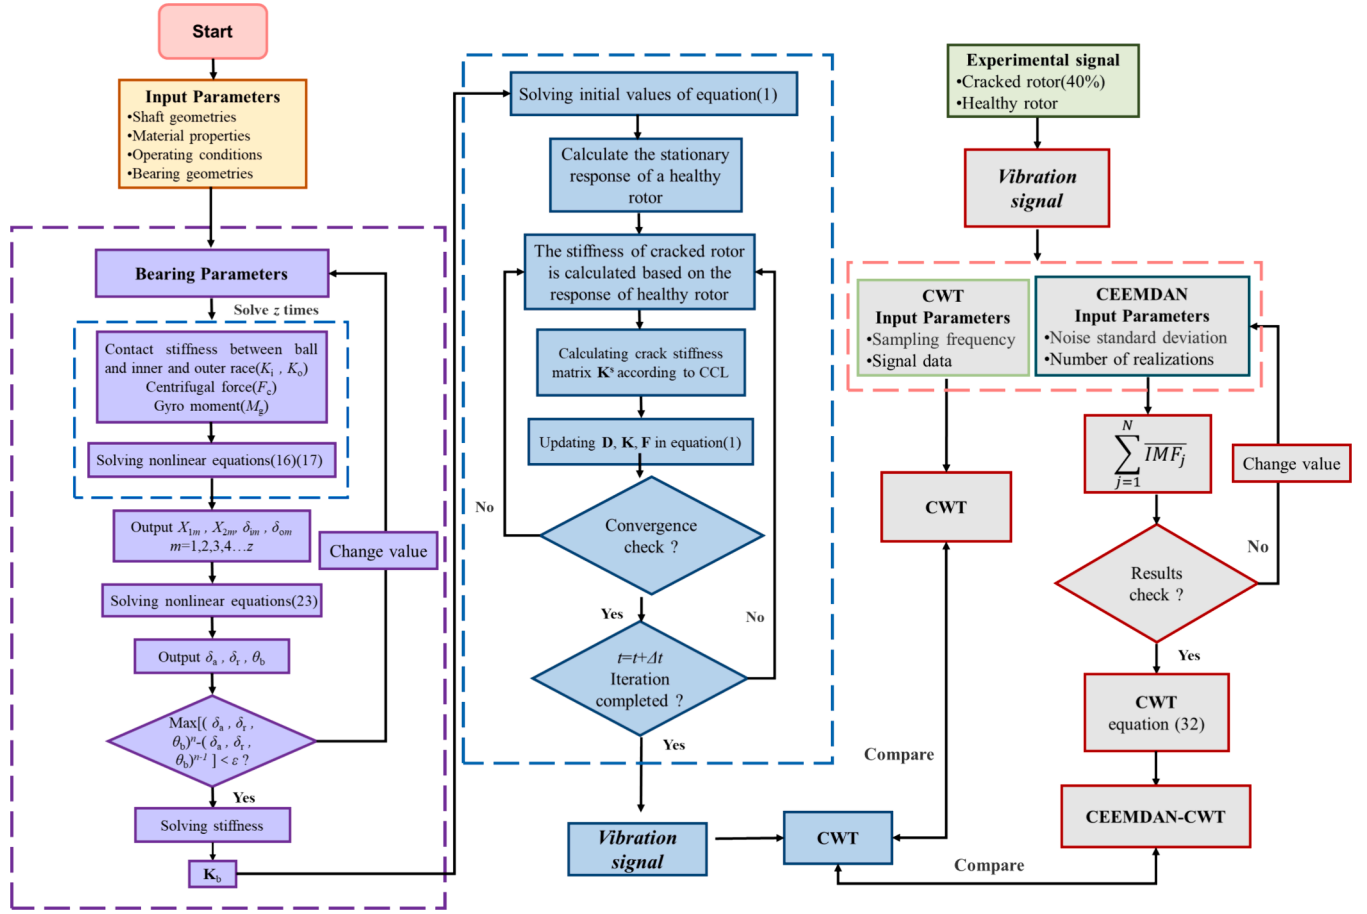 Start
Input Parameters
•Shaft geometries
•Material properties
•Operating conditions
•Bearing geometries
Bearing Parameters
Solve z times
Contact stiffness between ball
and inner and outer race(Kᵢ , Kₒ)
Centrifugal force(F_c)
Gyro moment(M_g)
Solving nonlinear equations(16)(17)
Output X₁ₘ , X₂ₘ, δᵢₘ, δₒₘ
m=1,2,3,4…z
Solving nonlinear equations(23)
Output δₐ , δᵣ , θ_b
Max[( δₐ , δᵣ ,
θ_b)ⁿ-( δₐ , δᵣ ,
θ_b)ⁿ⁻¹ ] < ε ?
Yes
Solving stiffness
K_b
Change value
Solving initial values of equation(1)
Calculate the stationary
response of a healthy
rotor
The stiffness of cracked rotor
is calculated based on the
response of healthy rotor
Calculating crack stiffness
matrix Kˢ according to CCL
Updating D, K, F in equation(1)
Convergence
check ?
No
Yes
t=t+Δt
Iteration
completed ?
No
Yes
Vibration
signal
CWT
Experimental signal
•Cracked rotor(40%)
•Healthy rotor
Vibration
signal
CWT
Input Parameters
•Sampling frequency
•Signal data
CEEMDAN
Input Parameters
•Noise standard deviation
•Number of realizations
CWT
N
∑ IMFⱼ
j=1
Change value
Results
check ?
No
Yes
CWT
equation (32)
CEEMDAN-CWT
Compare
Compare